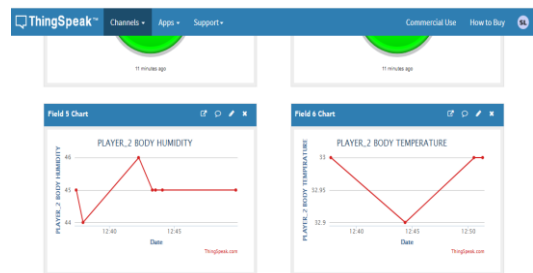 ThingSpeak™ Channels Apps Support Commercial Use How to Buy SL
11 minutes ago 11 minutes ago
Field 5 Chart
PLAYER_2 BODY HUMIDITY
PLAYER_2 BODY HUMIDITY
46
45
44
12:40 12:45
Date
ThingSpeak.com
Field 6 Chart
PLAYER_2 BODY TEMPERATURE
PLAYER_2 BODY TEMPERATURE
33
32.95
32.9
12:40 12:45 12:50
Date
ThingSpeak.com